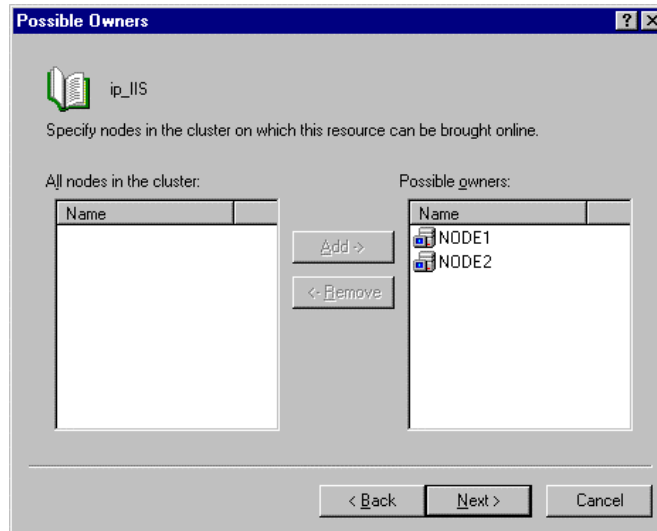 Possible Owners
ip_IIS
Specify nodes in the cluster on which this resource can be brought online.
All nodes in the cluster:
Name
Add ->
<- Remove
Possible owners:
Name
NODE1
NODE2
< Back
Next >
Cancel